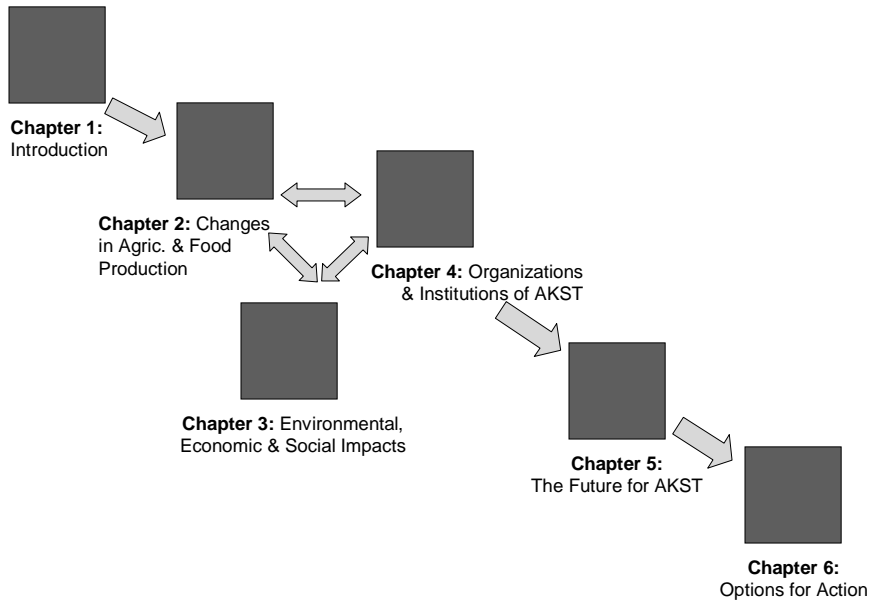 Chapter 1:
Introduction
Chapter 2: Changes
in Agric. & Food
Production
Chapter 4: Organizations
& Institutions of AKST
Chapter 3: Environmental,
Economic & Social Impacts
Chapter 5:
The Future for AKST
Chapter 6:
Options for Action